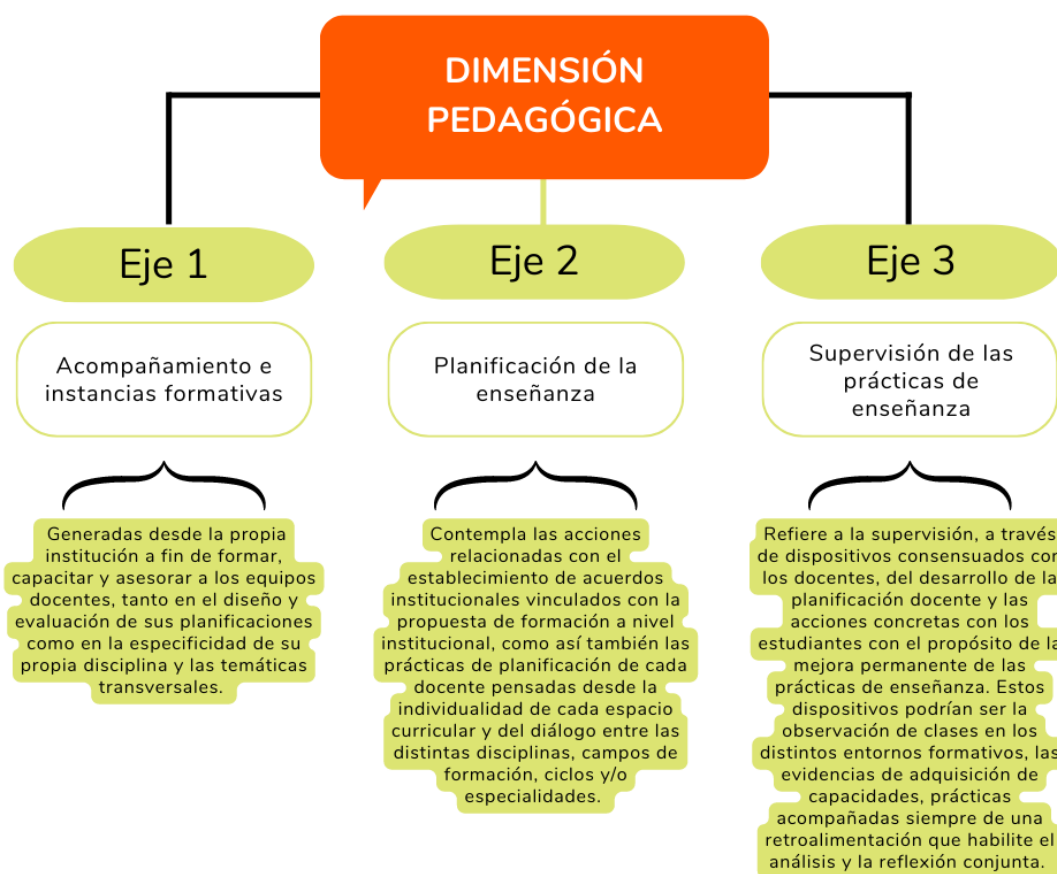 DIMENSIÓN
PEDAGÓGICA
Eje 1
Acompañamiento e
instancias formativas
Generadas desde la propia
institución a fin de formar,
capacitar y asesorar a los equipos
docentes, tanto en el diseño y
evaluación de sus planificaciones
como en la especificidad de su
propia disciplina y las temáticas
transversales.
Eje 2
Planificación de la
enseñanza
Contempla las acciones
relacionadas con el
establecimiento de acuerdos
institucionales vinculados con la
propuesta de formación a nivel
institucional, como así también las
prácticas de planificación de cada
docente pensadas desde la
individualidad de cada espacio
curricular y del diálogo entre las
distintas disciplinas, campos de
formación, ciclos y/o
especialidades.
Eje 3
Supervisión de las
prácticas de
enseñanza
Refiere a la supervisión, a través
de dispositivos consensuados con
los docentes, del desarrollo de la
planificación docente y las
acciones concretas con los
estudiantes con el propósito de la
mejora permanente de las
prácticas de enseñanza. Estos
dispositivos podrían ser la
observación de clases en los
distintos entornos formativos, las
evidencias de adquisición de
capacidades, prácticas
acompañadas siempre de una
retroalimentación que habilite el
análisis y la reflexión conjunta.